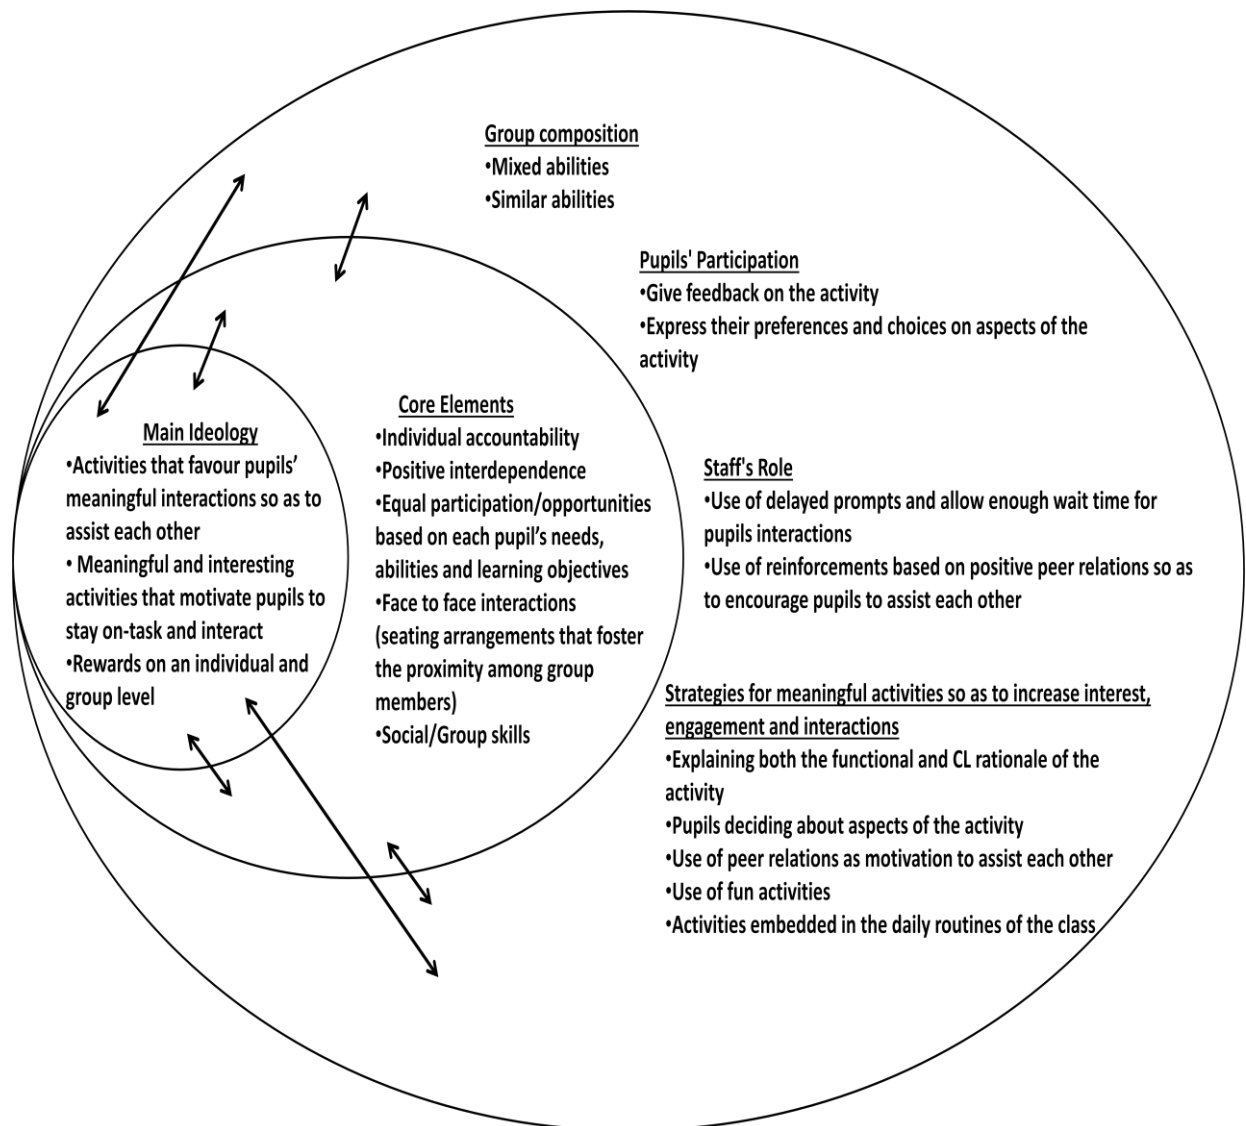 Group composition
•Mixed abilities
•Similar abilities
Pupils' Participation
•Give feedback on the activity
•Express their preferences and choices on aspects of the
activity
Main Ideology
•Activities that favour pupils’
meaningful interactions so as to
assist each other
• Meaningful and interesting
activities that motivate pupils to
stay on-task and interact
•Rewards on an individual and
group level
Core Elements
•Individual accountability
•Positive interdependence
•Equal participation/opportunities
based on each pupil’s needs,
abilities and learning objectives
•Face to face interactions
(seating arrangements that foster
the proximity among group
members)
•Social/Group skills
Staff's Role
•Use of delayed prompts and allow enough wait time for
pupils interactions
•Use of reinforcements based on positive peer relations so as
to encourage pupils to assist each other
Strategies for meaningful activities so as to increase interest,
engagement and interactions
•Explaining both the functional and CL rationale of the
activity
•Pupils deciding about aspects of the activity
•Use of peer relations as motivation to assist each other
•Use of fun activities
•Activities embedded in the daily routines of the class